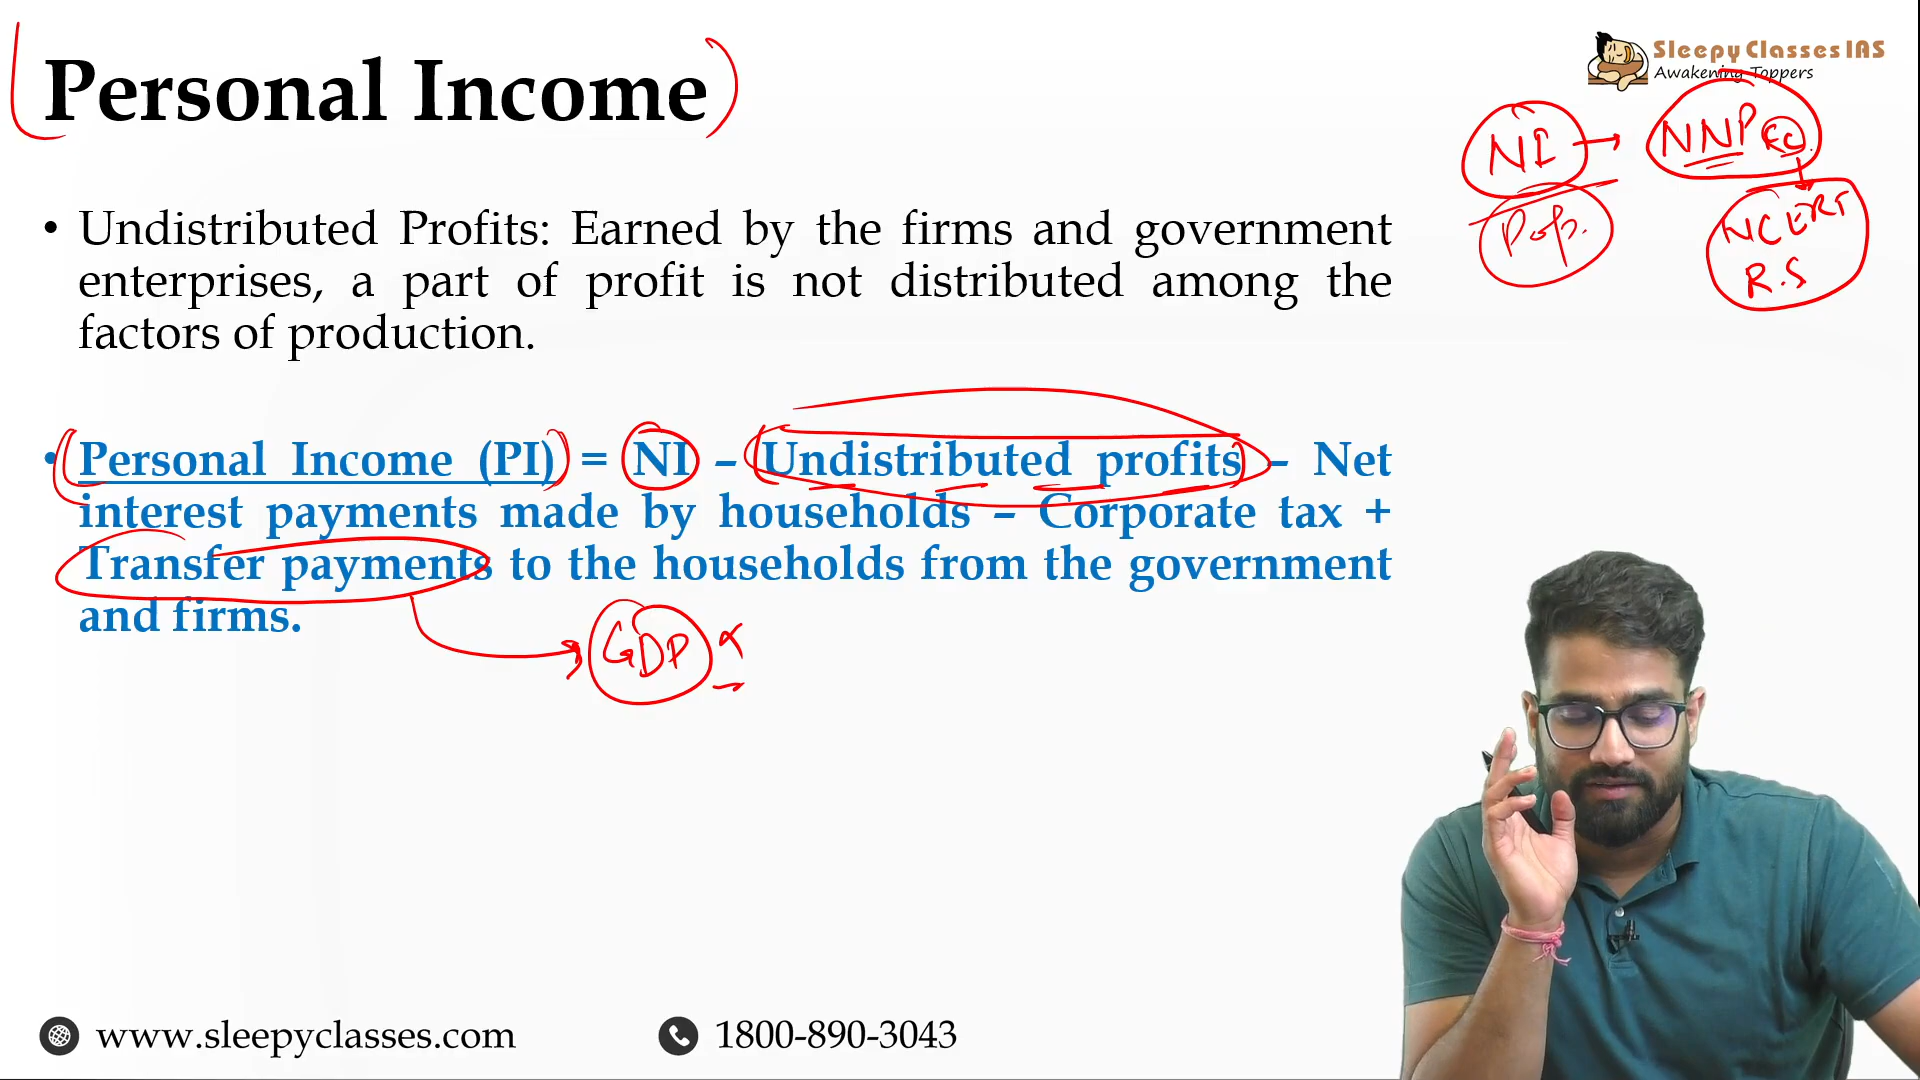 Personal Income
Sleepy Classes IAS
Awakening Toppers
NI → NNP FC
Pop.
NCERT
R.S
• Undistributed Profits: Earned by the firms and government
enterprises, a part of profit is not distributed among the
factors of production.
• Personal Income (PI) = NI – Undistributed profits – Net
interest payments made by households – Corporate tax +
Transfer payments to the households from the government
and firms.
GDP
www.sleepyclasses.com
1800-890-3043